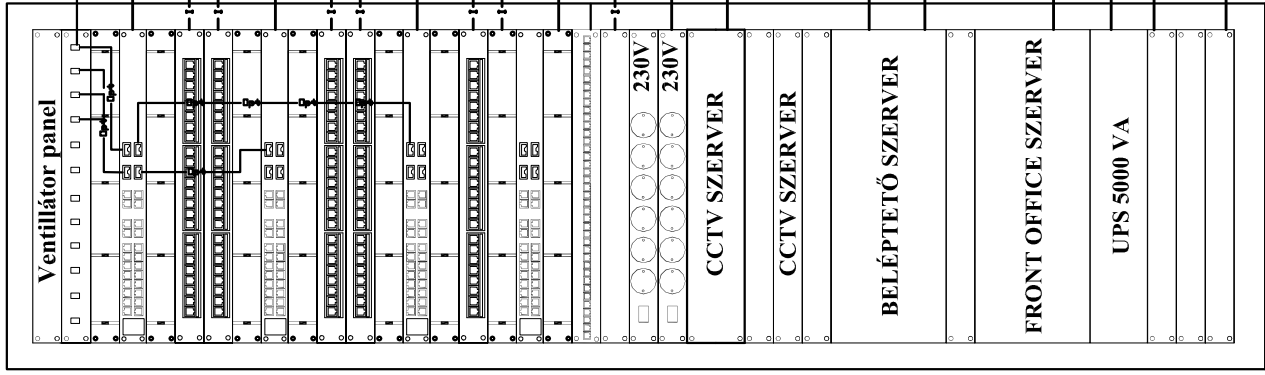 Ventillátor panel
230V
230V
CCTV SZERVER
CCTV SZERVER
BELÉPTETŐ SZERVER
FRONT OFFICE SZERVER
UPS 5000 VA